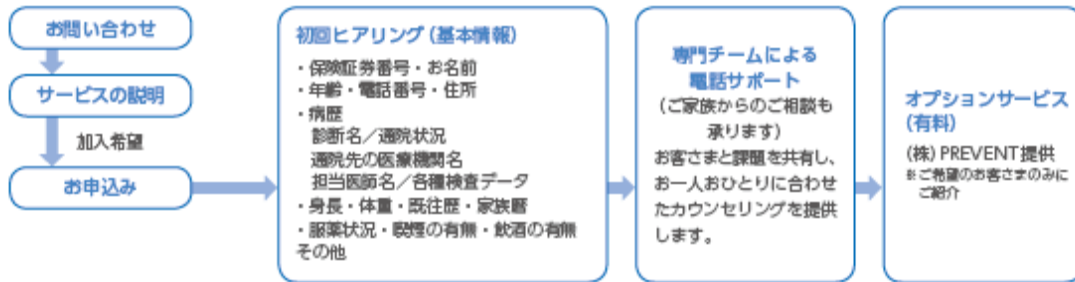 お問い合わせ
サービスの説明
加入希望
お申込み
初回ヒアリング(基本情報)
・保険証券番号・お名前
・年齢・電話番号・住所
・病歴
診断名/通院状況
通院先の医療機関名
担当医師名/各種検査データ
・身長・体重・既往歴・家族暦
・服薬状況・喫煙の有無・飲酒の有無
その他
専門チームによる
電話サポート
(ご家族からのご相談も
承ります)
お客さまと課題を共有し、
お一人おひとりに合わせ
たカウンセリングを提供
します。
オプションサービス
(有料)
(株)PREVENT提供
※ご希望のお客さまのみに
ご紹介